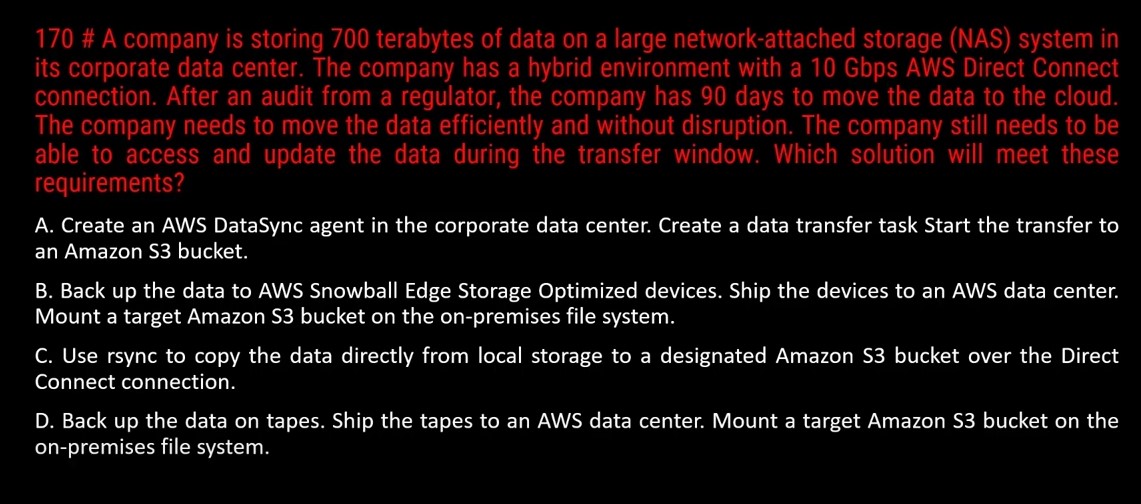 170 # A company is storing 700 terabytes of data on a large network-attached storage (NAS) system in
its corporate data center. The company has a hybrid environment with a 10 Gbps AWS Direct Connect
connection. After an audit from a regulator, the company has 90 days to move the data to the cloud.
The company needs to move the data efficiently and without disruption. The company still needs to be
able to access and update the data during the transfer window. Which solution will meet these
requirements?
A. Create an AWS DataSync agent in the corporate data center. Create a data transfer task Start the transfer to
an Amazon S3 bucket.
B. Back up the data to AWS Snowball Edge Storage Optimized devices. Ship the devices to an AWS data center.
Mount a target Amazon S3 bucket on the on-premises file system.
C. Use rsync to copy the data directly from local storage to a designated Amazon S3 bucket over the Direct
Connect connection.
D. Back up the data on tapes. Ship the tapes to an AWS data center. Mount a target Amazon S3 bucket on the
on-premises file system.